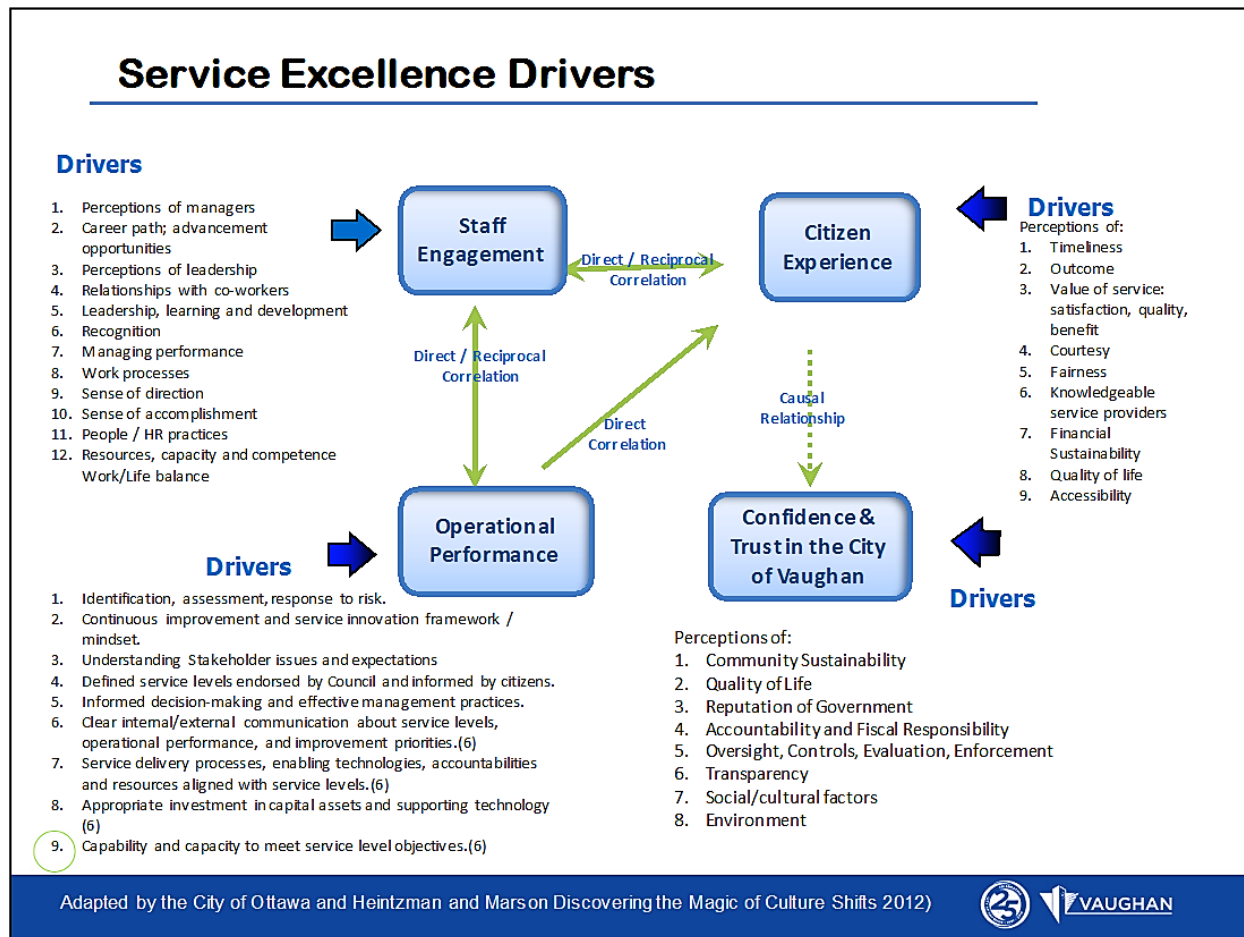 Service Excellence Drivers
Drivers
1. Perceptions of managers
2. Career path; advancement
opportunities
3. Perceptions of leadership
4. Relationships with co-workers
5. Leadership, learning and development
6. Recognition
7. Managing performance
8. Work processes
9. Sense of direction
10. Sense of accomplishment
11. People / HR practices
12. Resources, capacity and competence
Work/Life balance
Staff
Engagement
Direct / Reciprocal
Correlation
Citizen
Experience
Drivers
Perceptions of:
1. Timeliness
2. Outcome
3. Value of service:
satisfaction, quality,
benefit
4. Courtesy
5. Fairness
6. Knowledgeable
service providers
7. Financial
Sustainability
8. Quality of life
9. Accessibility
Direct / Reciprocal
Correlation
Direct
Correlation
Causal
Relationship
Operational
Performance
Confidence &
Trust in the City
of Vaughan
Drivers
1. Identification, assessment, response to risk.
2. Continuous improvement and service innovation framework /
mindset.
3. Understanding Stakeholder issues and expectations
4. Defined service levels endorsed by Council and informed by citizens.
5. Informed decision-making and effective management practices.
6. Clear internal/external communication about service levels,
operational performance, and improvement priorities.(6)
7. Service delivery processes, enabling technologies, accountabilities
and resources aligned with service levels.(6)
8. Appropriate investment in capital assets and supporting technology
(6)
9. Capability and capacity to meet service level objectives.(6)
Drivers
Perceptions of:
1. Community Sustainability
2. Quality of Life
3. Reputation of Government
4. Accountability and Fiscal Responsibility
5. Oversight, Controls, Evaluation, Enforcement
6. Transparency
7. Social/cultural factors
8. Environment
Adapted by the City of Ottawa and Heintzman and Marson Discovering the Magic of Culture Shifts 2012)
25
VAUGHAN